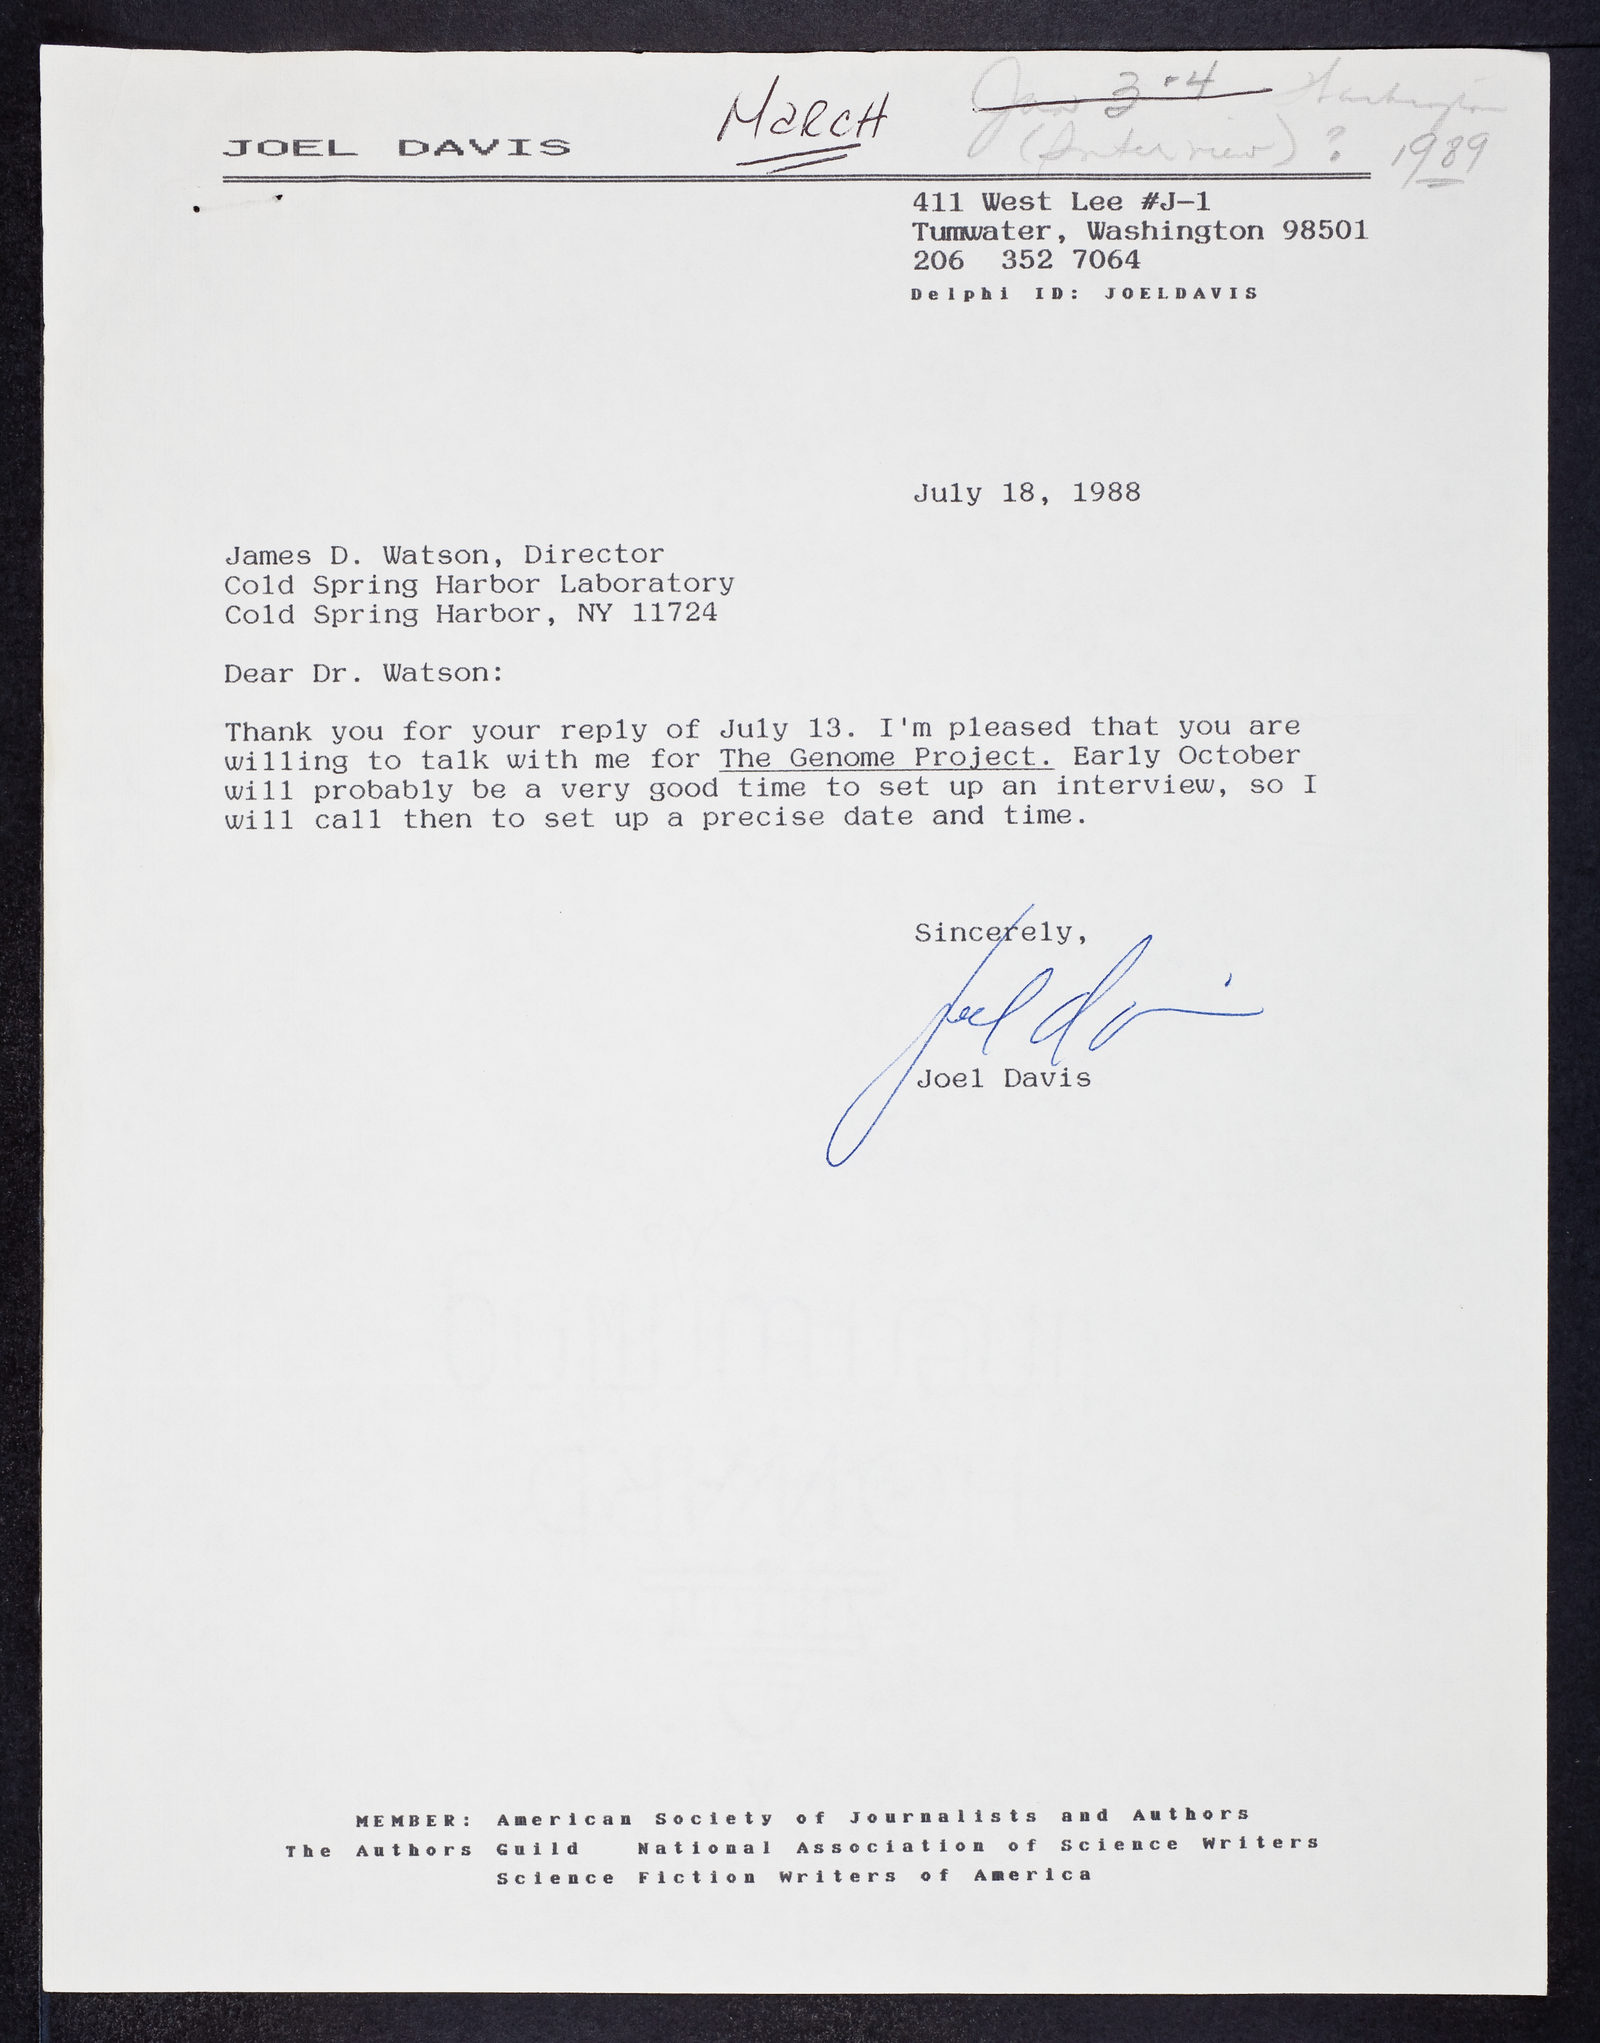 MARCH
Jan 3-4 Washington
(Interview) ? 1989
JOEL DAVIS
411 West Lee #J-1
Tumwater, Washington 98501
206 352 7064
Delphi ID: JOELDAVIS
July 18, 1988
James D. Watson, Director
Cold Spring Harbor Laboratory
Cold Spring Harbor, NY 11724
Dear Dr. Watson:
Thank you for your reply of July 13. I'm pleased that you are
willing to talk with me for The Genome Project. Early October
will probably be a very good time to set up an interview, so I
will call then to set up a precise date and time.
Sincerely,
Joel Davis
Joel Davis
MEMBER: American Society of Journalists and Authors
The Authors Guild National Association of Science Writers
Science Fiction Writers of America